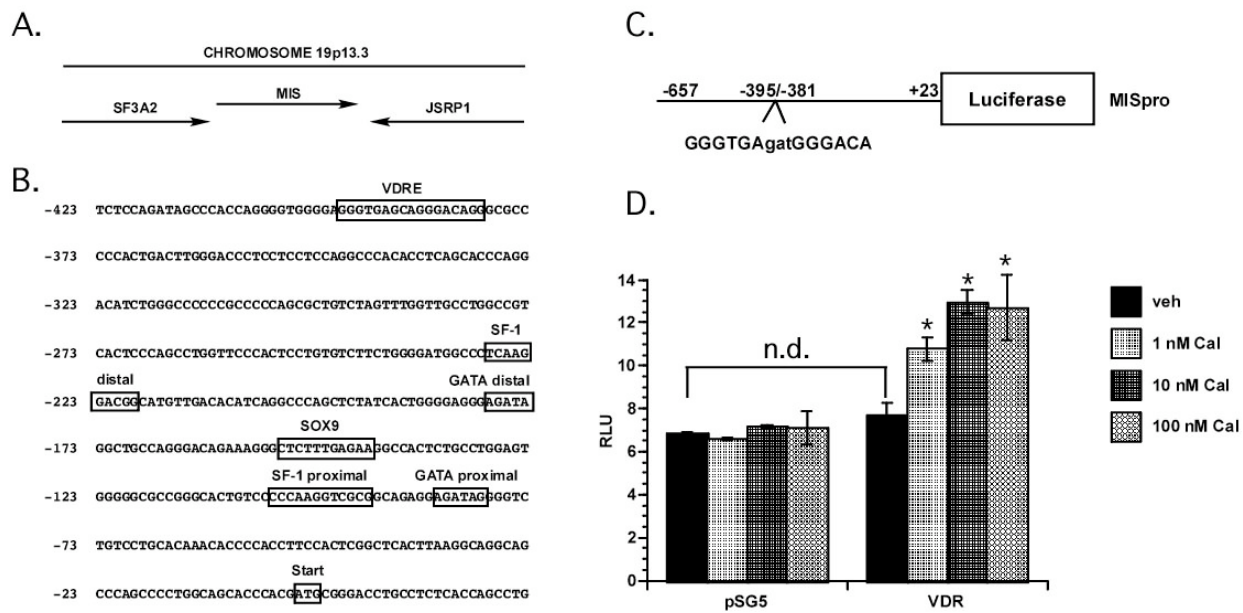 A.
CHROMOSOME 19p13.3
SF3A2 MIS JSRP1
B.
VDRE
-423 TCTCCAGATAGCCCACCAGGGGTGGGGAGGGTGAGCAGGGACAGGGCGCC
-373 CCCACTGACTTGGGACCCTCCTCCTCCAGGCCCACACCTCAGCACCCAGG
-323 ACATCTGGGCCCCCCGCCCCCAGCGCTGTCTAGTTTGGTTGCCTGGCCGT
SF-1
-273 CACTCCCAGCCTGGTTCCCACTCCTGTGTCTTCTGGGGATGGCCCTCAAG
distal GATA distal
-223 GACGGCATGTTGACACATCAGGCCCAGCTCTATCACTGGGGAGGGAGATA
SOX9
-173 GGCTGCCAGGGACAGAAAGGGCTCTTTGAGAAGGCCACTCTGCCTGGAGT
SF-1 proximal GATA proximal
-123 GGGGGCGCCGGGCACTGTCCCCCAAGGTCGCGGCAGAGGAGATAGGGGTC
-73 TGTCCTGCACAAACACCCCACCTTCCACTCGGCTCACTTAAGGCAGGCAG
Start
-23 CCCAGCCCCTGGCAGCACCCACGATGCGGGACCTGCCTCTCACCAGCCTG
C.
-657 -395/-381 +23 Luciferase MISpro
GGGTGAgatGGGACA
D.
RLU
14
12
10
8
6
4
2
0
n.d.
*
*
*
pSG5 VDR
veh
1 nM Cal
10 nM Cal
100 nM Cal